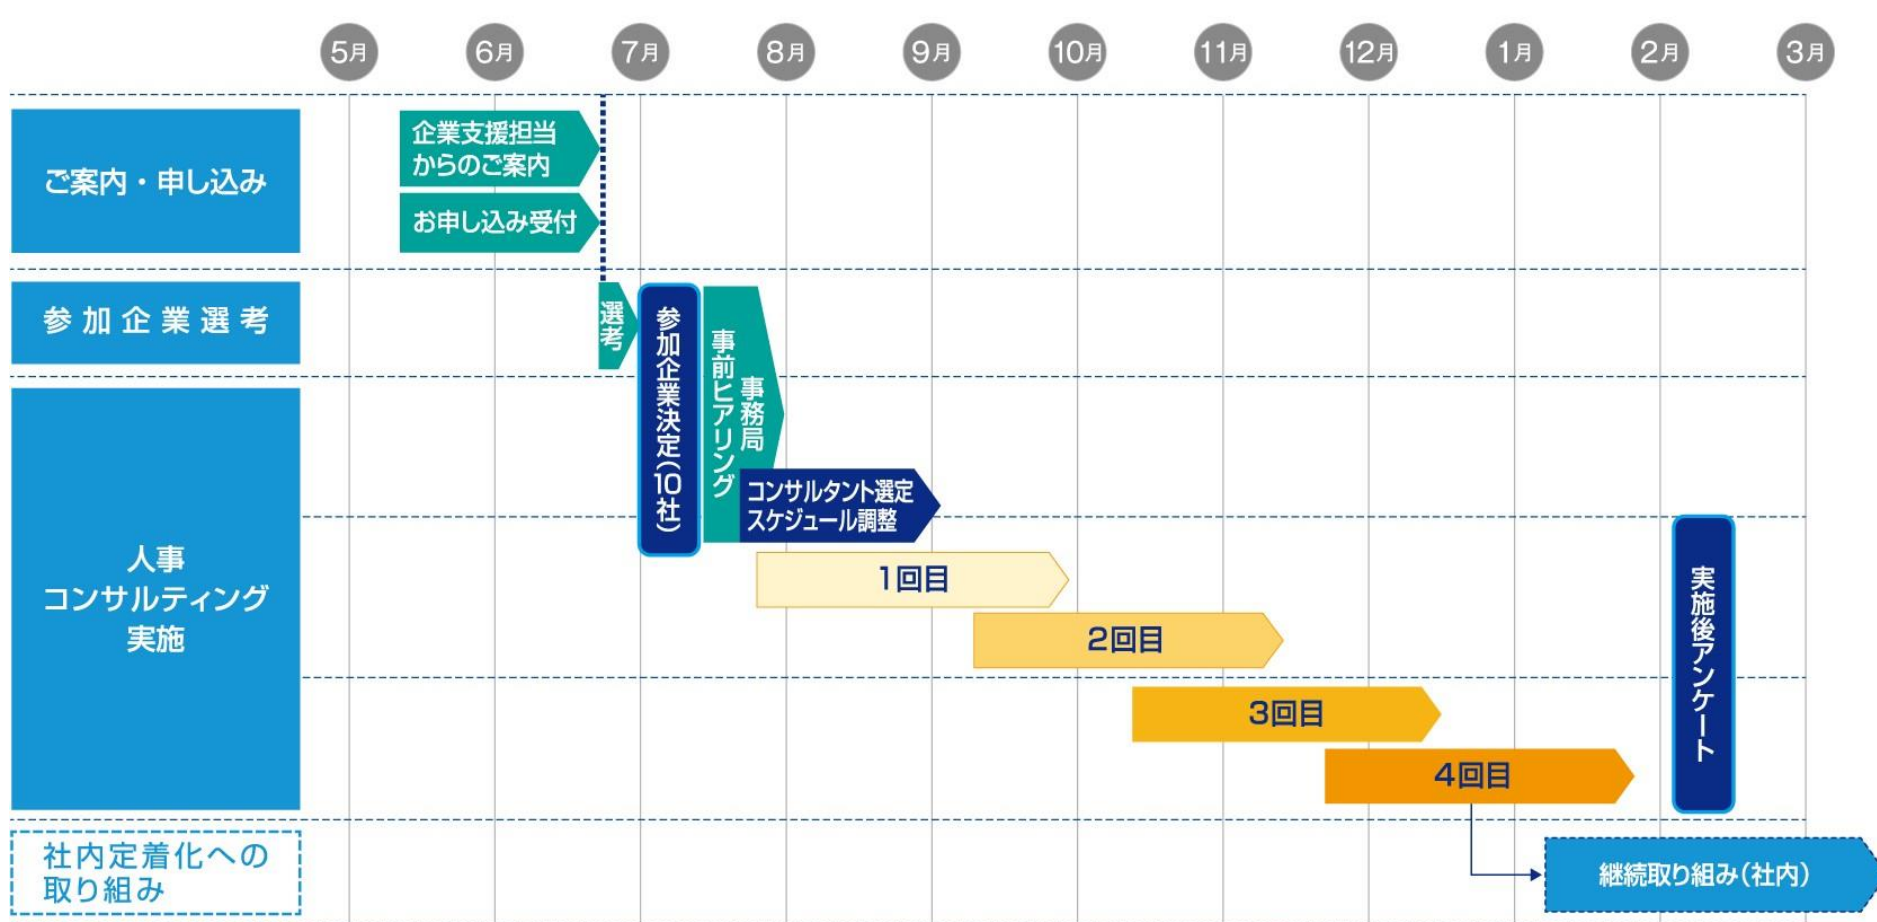 5月
6月
7月
8月
9月
10月
11月
12月
1月
2月
3月
ご案内・申し込み
企業支援担当
からのご案内
お申し込み受付
参加企業選考
選考
参加企業決定(10社)
事務局
事前ヒアリング
コンサルタント選定
スケジュール調整
人事
コンサルティング
実施
1回目
2回目
3回目
4回目
実施後アンケート
社内定着化への
取り組み
継続取り組み(社内)